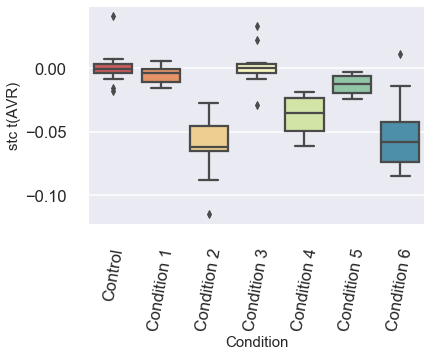 stc t(AVR)
0.00
−0.05
−0.10
Control
Condition 1
Condition 2
Condition 3
Condition 4
Condition 5
Condition 6
Condition